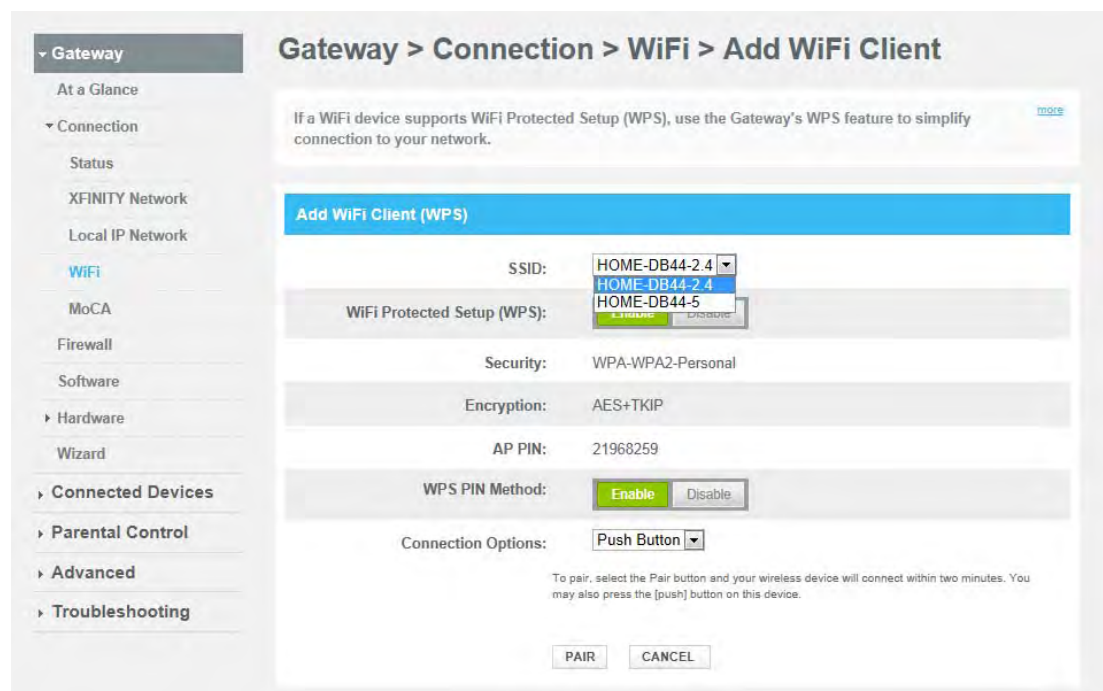 Gateway
At a Glance
Connection
Status
XFINITY Network
Local IP Network
WiFi
MoCA
Firewall
Software
Hardware
Wizard
Connected Devices
Parental Control
Advanced
Troubleshooting
Gateway > Connection > WiFi > Add WiFi Client
If a WiFi device supports WiFi Protected Setup (WPS), use the Gateway's WPS feature to simplify
connection to your network.
more
Add WiFi Client (WPS)
SSID: HOME-DB44-2.4
HOME-DB44-2.4
HOME-DB44-5
WiFi Protected Setup (WPS): Enable Disable
Security: WPA-WPA2-Personal
Encryption: AES+TKIP
AP PIN: 21968259
WPS PIN Method: Enable Disable
Connection Options: Push Button
To pair, select the Pair button and your wireless device will connect within two minutes. You
may also press the [push] button on this device.
PAIR CANCEL